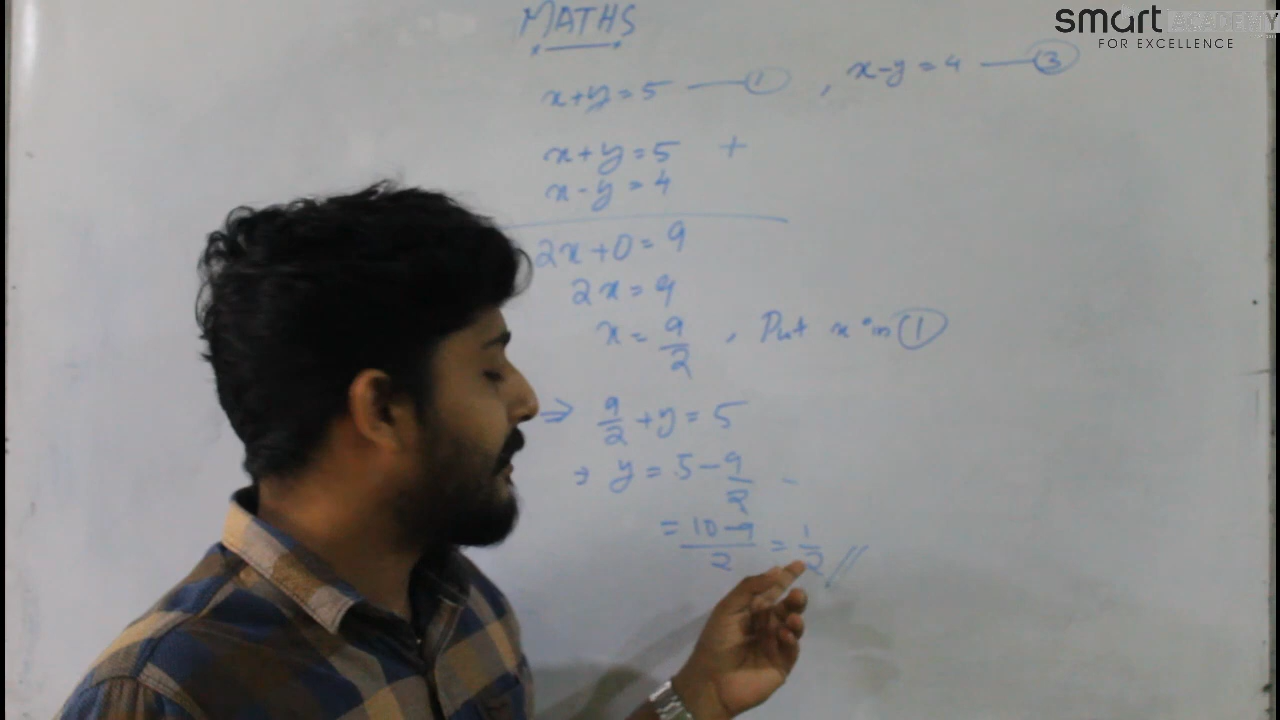 smart ACADEMY
FOR EXCELLENCE
MATHS
x+y=5 — ① , x-y=4 — ③
x+y=5 +
x-y=4
2x+0=9
2x=9
x=9/2 , Put x in ①
⇒ 9/2+y=5
⇒ y=5-9/2
=10-9/2=1/2 //